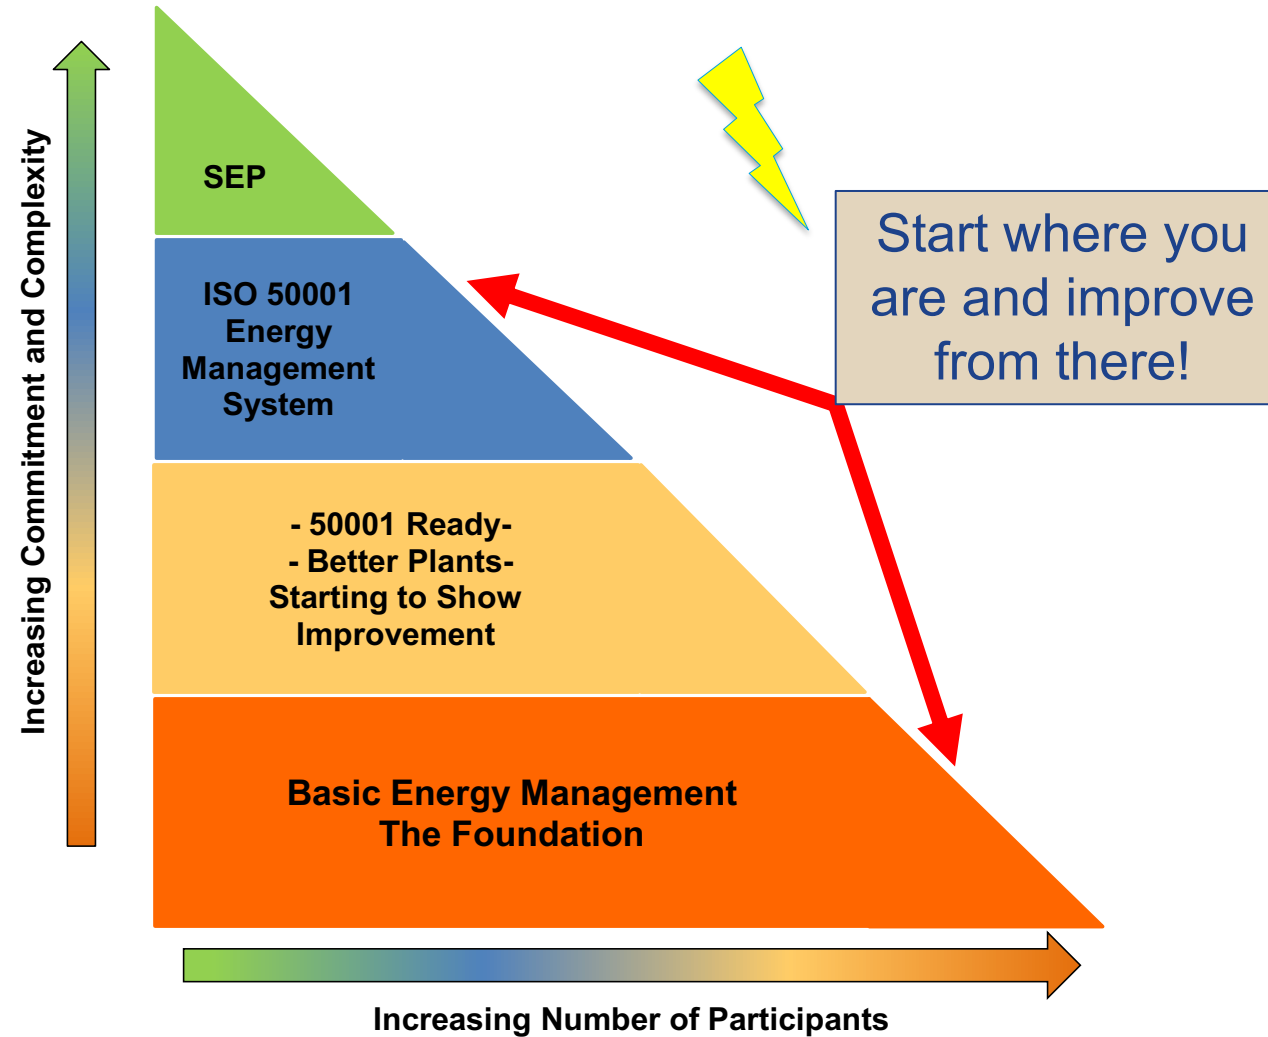 Increasing Commitment and Complexity
SEP
ISO 50001
Energy
Management
System
Start where you
are and improve
from there!
- 50001 Ready-
- Better Plants-
Starting to Show
Improvement
Basic Energy Management
The Foundation
Increasing Number of Participants